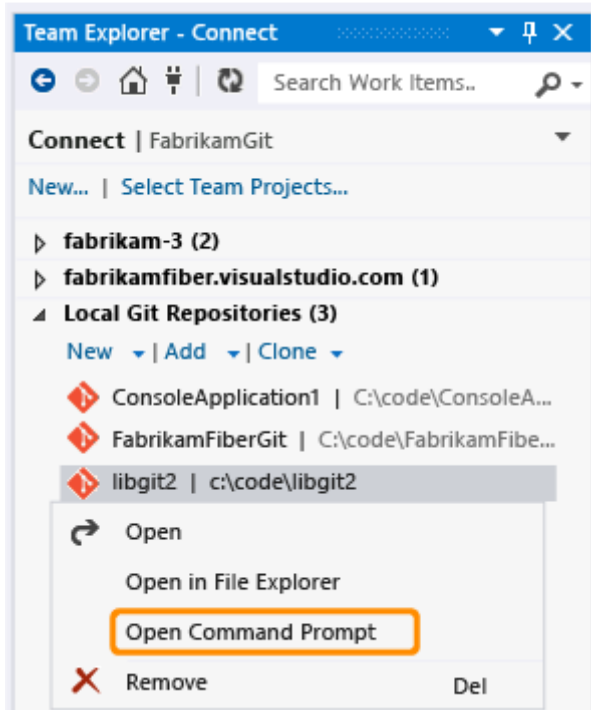 Team Explorer - Connect
Search Work Items..
Connect | FabrikamGit
New... | Select Team Projects...
fabrikam-3 (2)
fabrikamfiber.visualstudio.com (1)
Local Git Repositories (3)
New | Add | Clone
ConsoleApplication1 | C:\code\ConsoleA...
FabrikamFiberGit | C:\code\FabrikamFibe...
libgit2 | c:\code\libgit2
Open
Open in File Explorer
Open Command Prompt
Remove Del